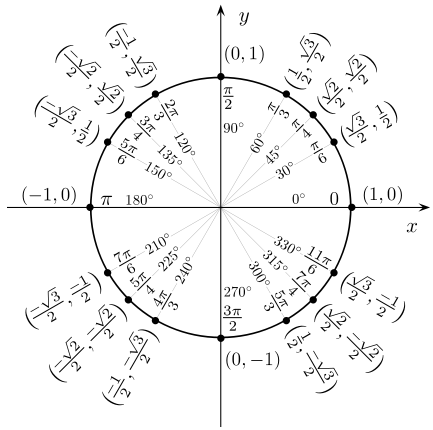 y
(0, 1)
(−1/2, √3/2)
(−√2/2, √2/2)
(−√3/2, 1/2)
(1/2, √3/2)
(√2/2, √2/2)
(√3/2, 1/2)
π/2
90°
2π/3
3π/4
5π/6
120°
135°
150°
π/3
π/4
π/6
60°
45°
30°
(−1, 0)
π
180°
0°
0
(1, 0)
x
7π/6
5π/4
4π/3
210°
225°
240°
330°
315°
300°
11π/6
7π/4
5π/3
270°
3π/2
(−√3/2, −1/2)
(−√2/2, −√2/2)
(−1/2, −√3/2)
(√3/2, −1/2)
(√2/2, −√2/2)
(1/2, −√3/2)
(0, −1)